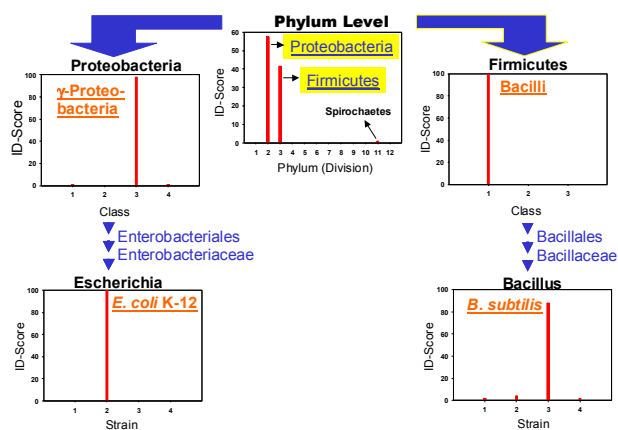 Phylum Level
60
50
40
30
20
10
0
ID-Score
Proteobacteria
Firmicutes
Spirochaetes
1 2 3 4 5 6 7 8 9 10 11 12
Phylum (Division)
Proteobacteria
100
80
60
40
20
0
ID-Score
γ-Proteo-
bacteria
1 2 3 4
Class
Firmicutes
100
80
60
40
20
0
ID-Score
Bacilli
1 2 3
Class
Enterobacteriales
Enterobacteriaceae
Bacillales
Bacillaceae
Escherichia
100
80
60
40
20
0
ID-Score
E. coli K-12
1 2 3 4
Strain
Bacillus
100
80
60
40
20
0
ID-Score
B. subtilis
1 2 3 4
Strain